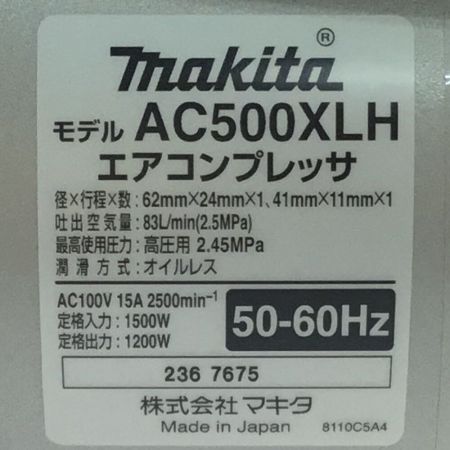 makita®
モデル AC500XLH
エアコンプレッサ
径×行程×数：62mm×24mm×1、41mm×11mm×1
吐出空気量：83L/min(2.5MPa)
最高使用圧力：高圧用 2.45MPa
潤滑方式：オイルレス
AC100V 15A 2500min⁻¹
定格入力：1500W
定格出力：1200W
50-60Hz
236 7675
株式会社 マキタ
Made in Japan 8110C5A4